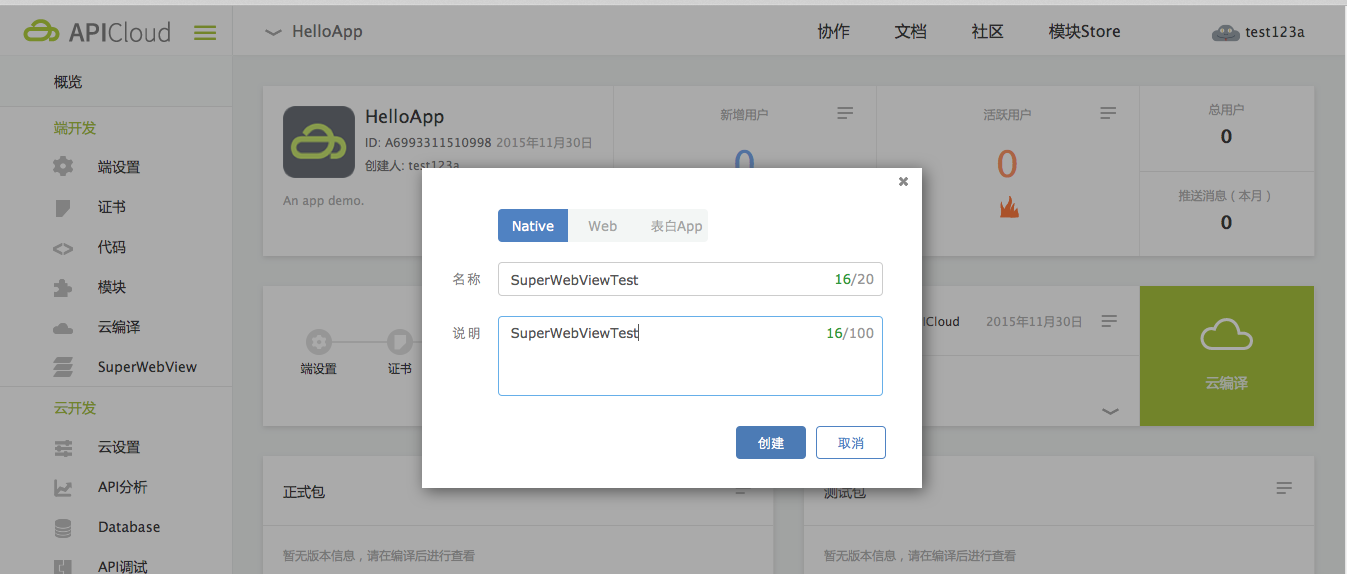 APICloud
HelloApp
协作
文档
社区
模块Store
test123a
概览
端开发
端设置
证书
代码
模块
云编译
SuperWebView
云开发
云设置
API分析
Database
API调试
HelloApp
ID: A6993311510998 2015年11月30日
创建人: test123a
An app demo.
新增用户
0
活跃用户
0
总用户
0
推送消息（本月）
0
Native
Web
表白App
名称
SuperWebViewTest
16/20
说明
SuperWebViewTest
16/100
创建
取消
端设置
证书
ICloud
2015年11月30日
云编译
正式包
暂无版本信息，请在编译后进行查看
测试包
暂无版本信息，请在编译后进行查看